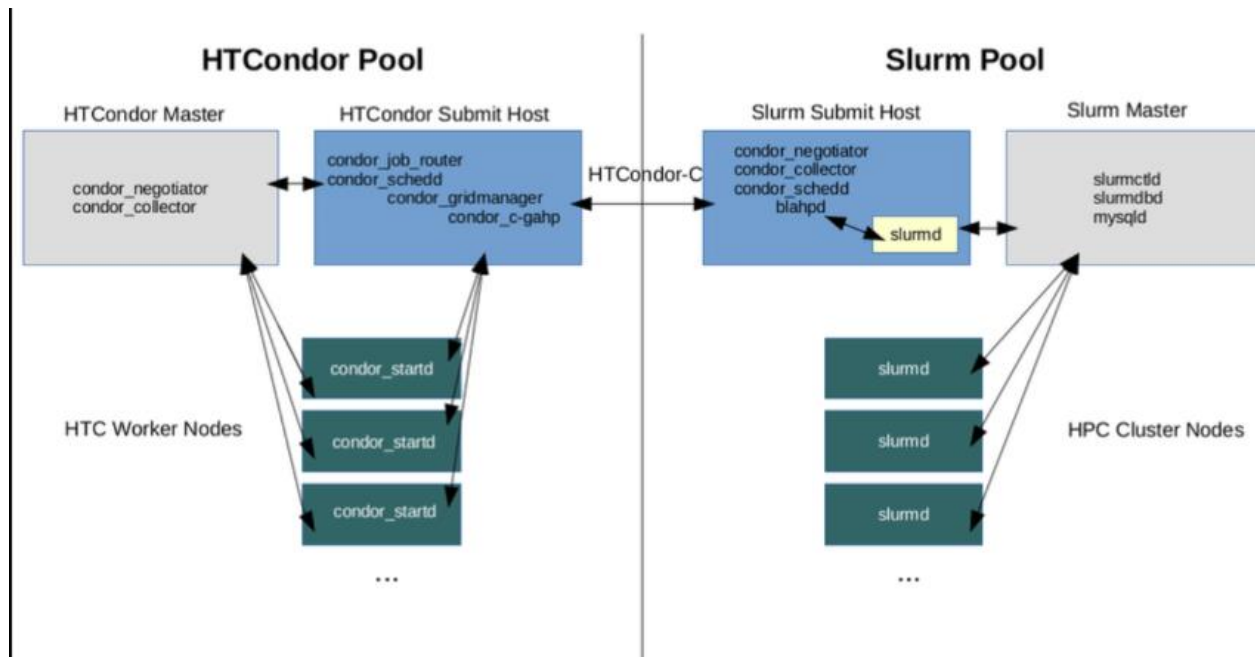 HTCondor Pool
HTCondor Master
condor_negotiator
condor_collector
HTCondor Submit Host
condor_job_router
condor_schedd
condor_gridmanager
condor_c-gahp
condor_startd
condor_startd
condor_startd
...
HTC Worker Nodes
HTCondor-C
Slurm Pool
Slurm Submit Host
condor_negotiator
condor_collector
condor_schedd
blahpd
slurmd
Slurm Master
slurmctld
slurmdbd
mysqld
slurmd
slurmd
slurmd
...
HPC Cluster Nodes